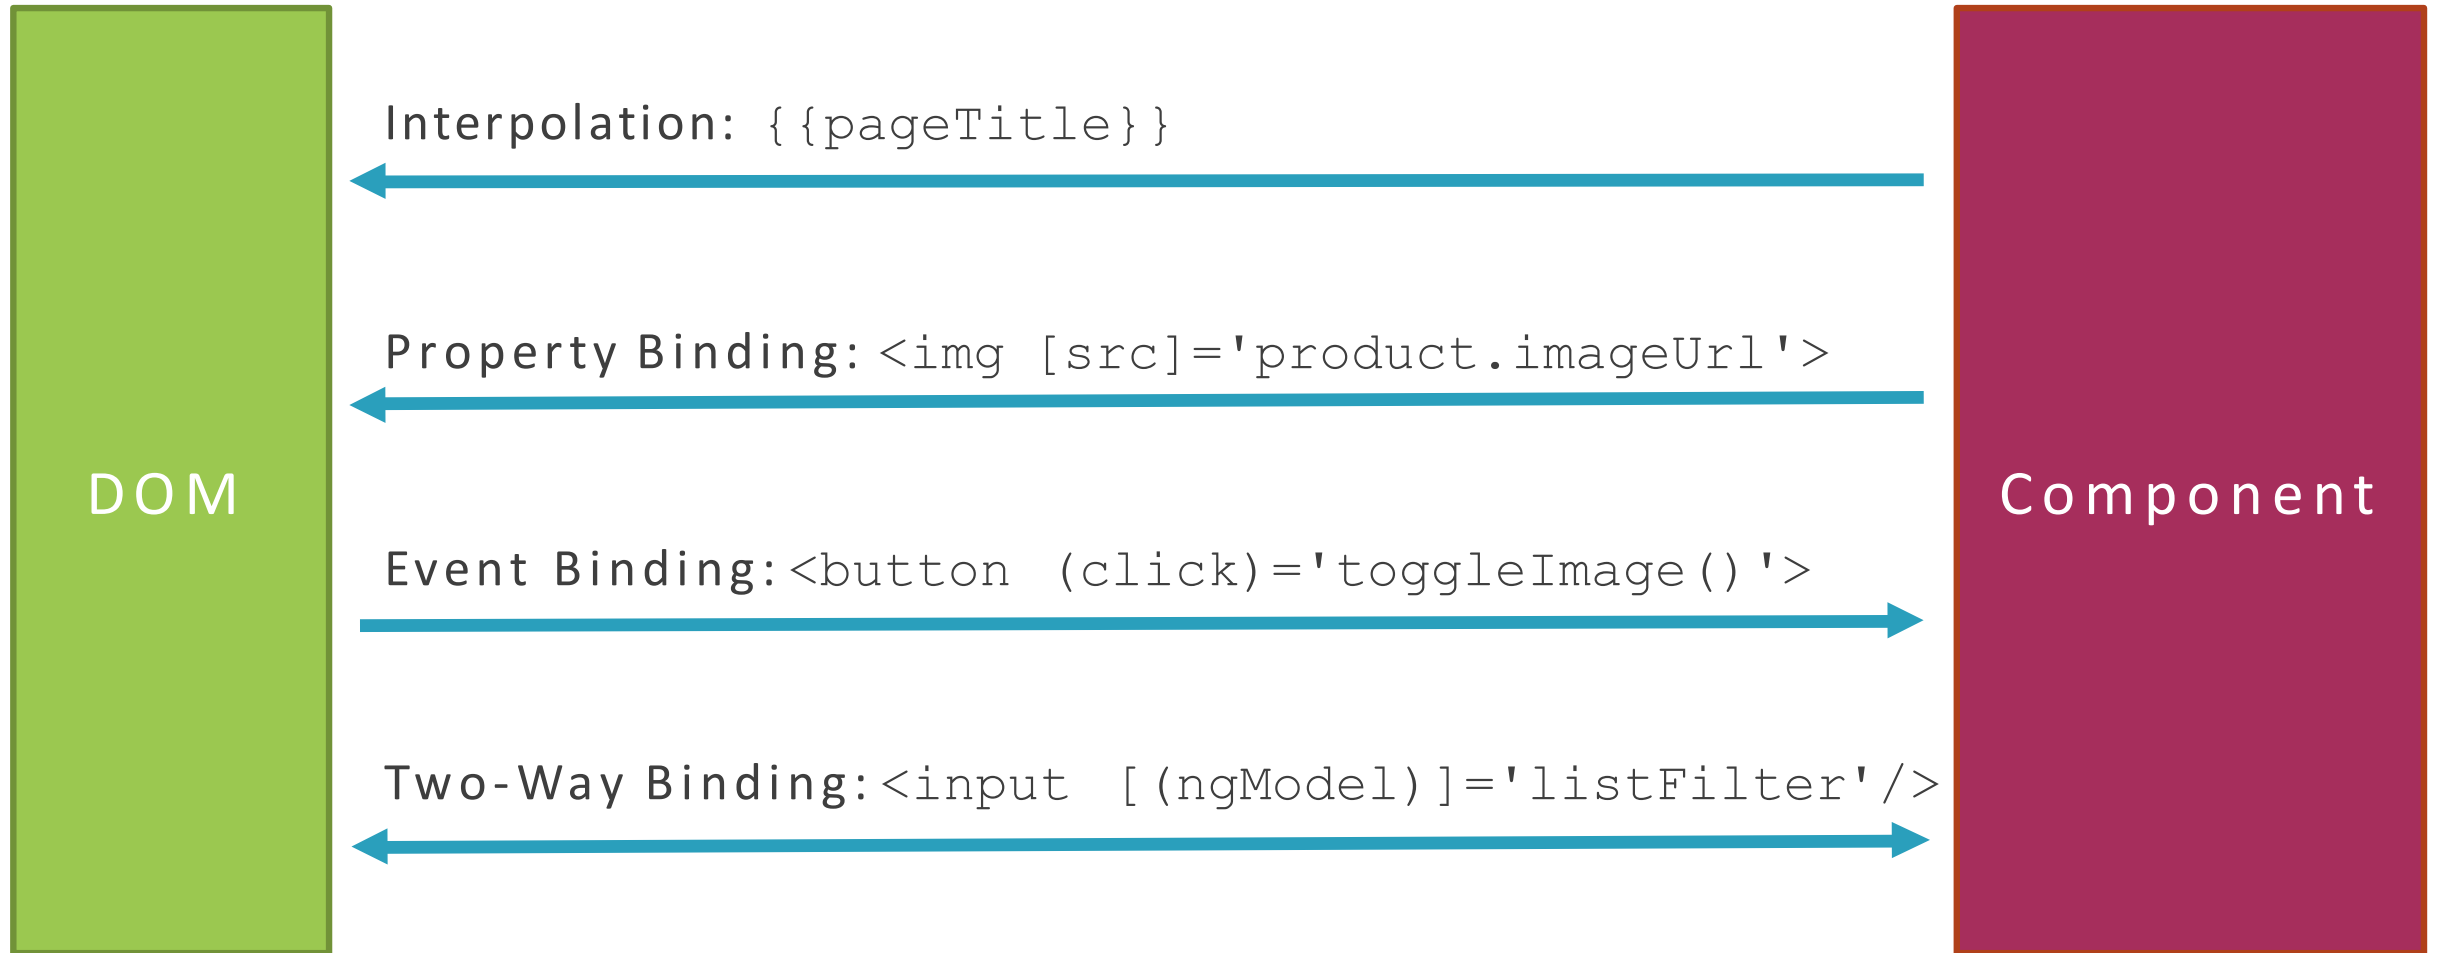 Interpolation: {{pageTitle}}
Property Binding: <img [src]='product.imageUrl'>
DOM
Component
Event Binding: <button (click)='toggleImage()'>
Two-Way Binding: <input [(ngModel)]='listFilter'/>